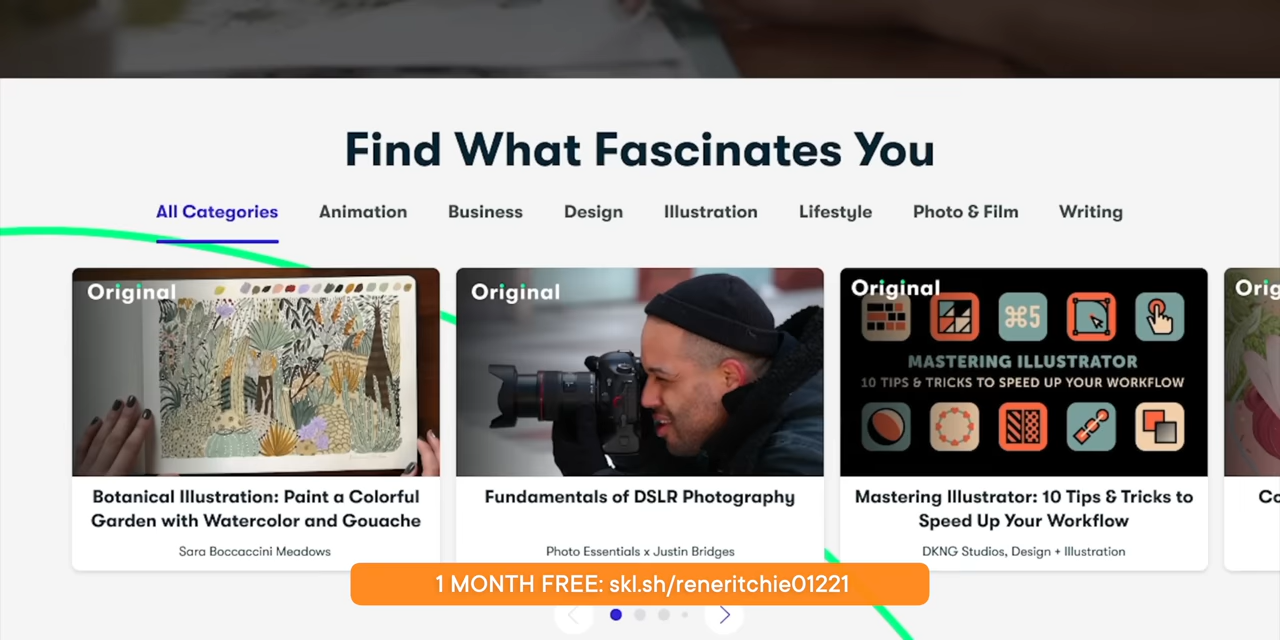 Find What Fascinates You
All Categories Animation Business Design Illustration Lifestyle Photo & Film Writing
Original
Original
Original
⌘5
MASTERING ILLUSTRATOR
10 TIPS & TRICKS TO SPEED UP YOUR WORKFLOW
Botanical Illustration: Paint a Colorful
Garden with Watercolor and Gouache
Sara Boccaccini Meadows
Fundamentals of DSLR Photography
Photo Essentials x Justin Bridges
Mastering Illustrator: 10 Tips & Tricks to
Speed Up Your Workflow
DKNG Studios, Design + Illustration
1 MONTH FREE: skl.sh/reneritchie01221